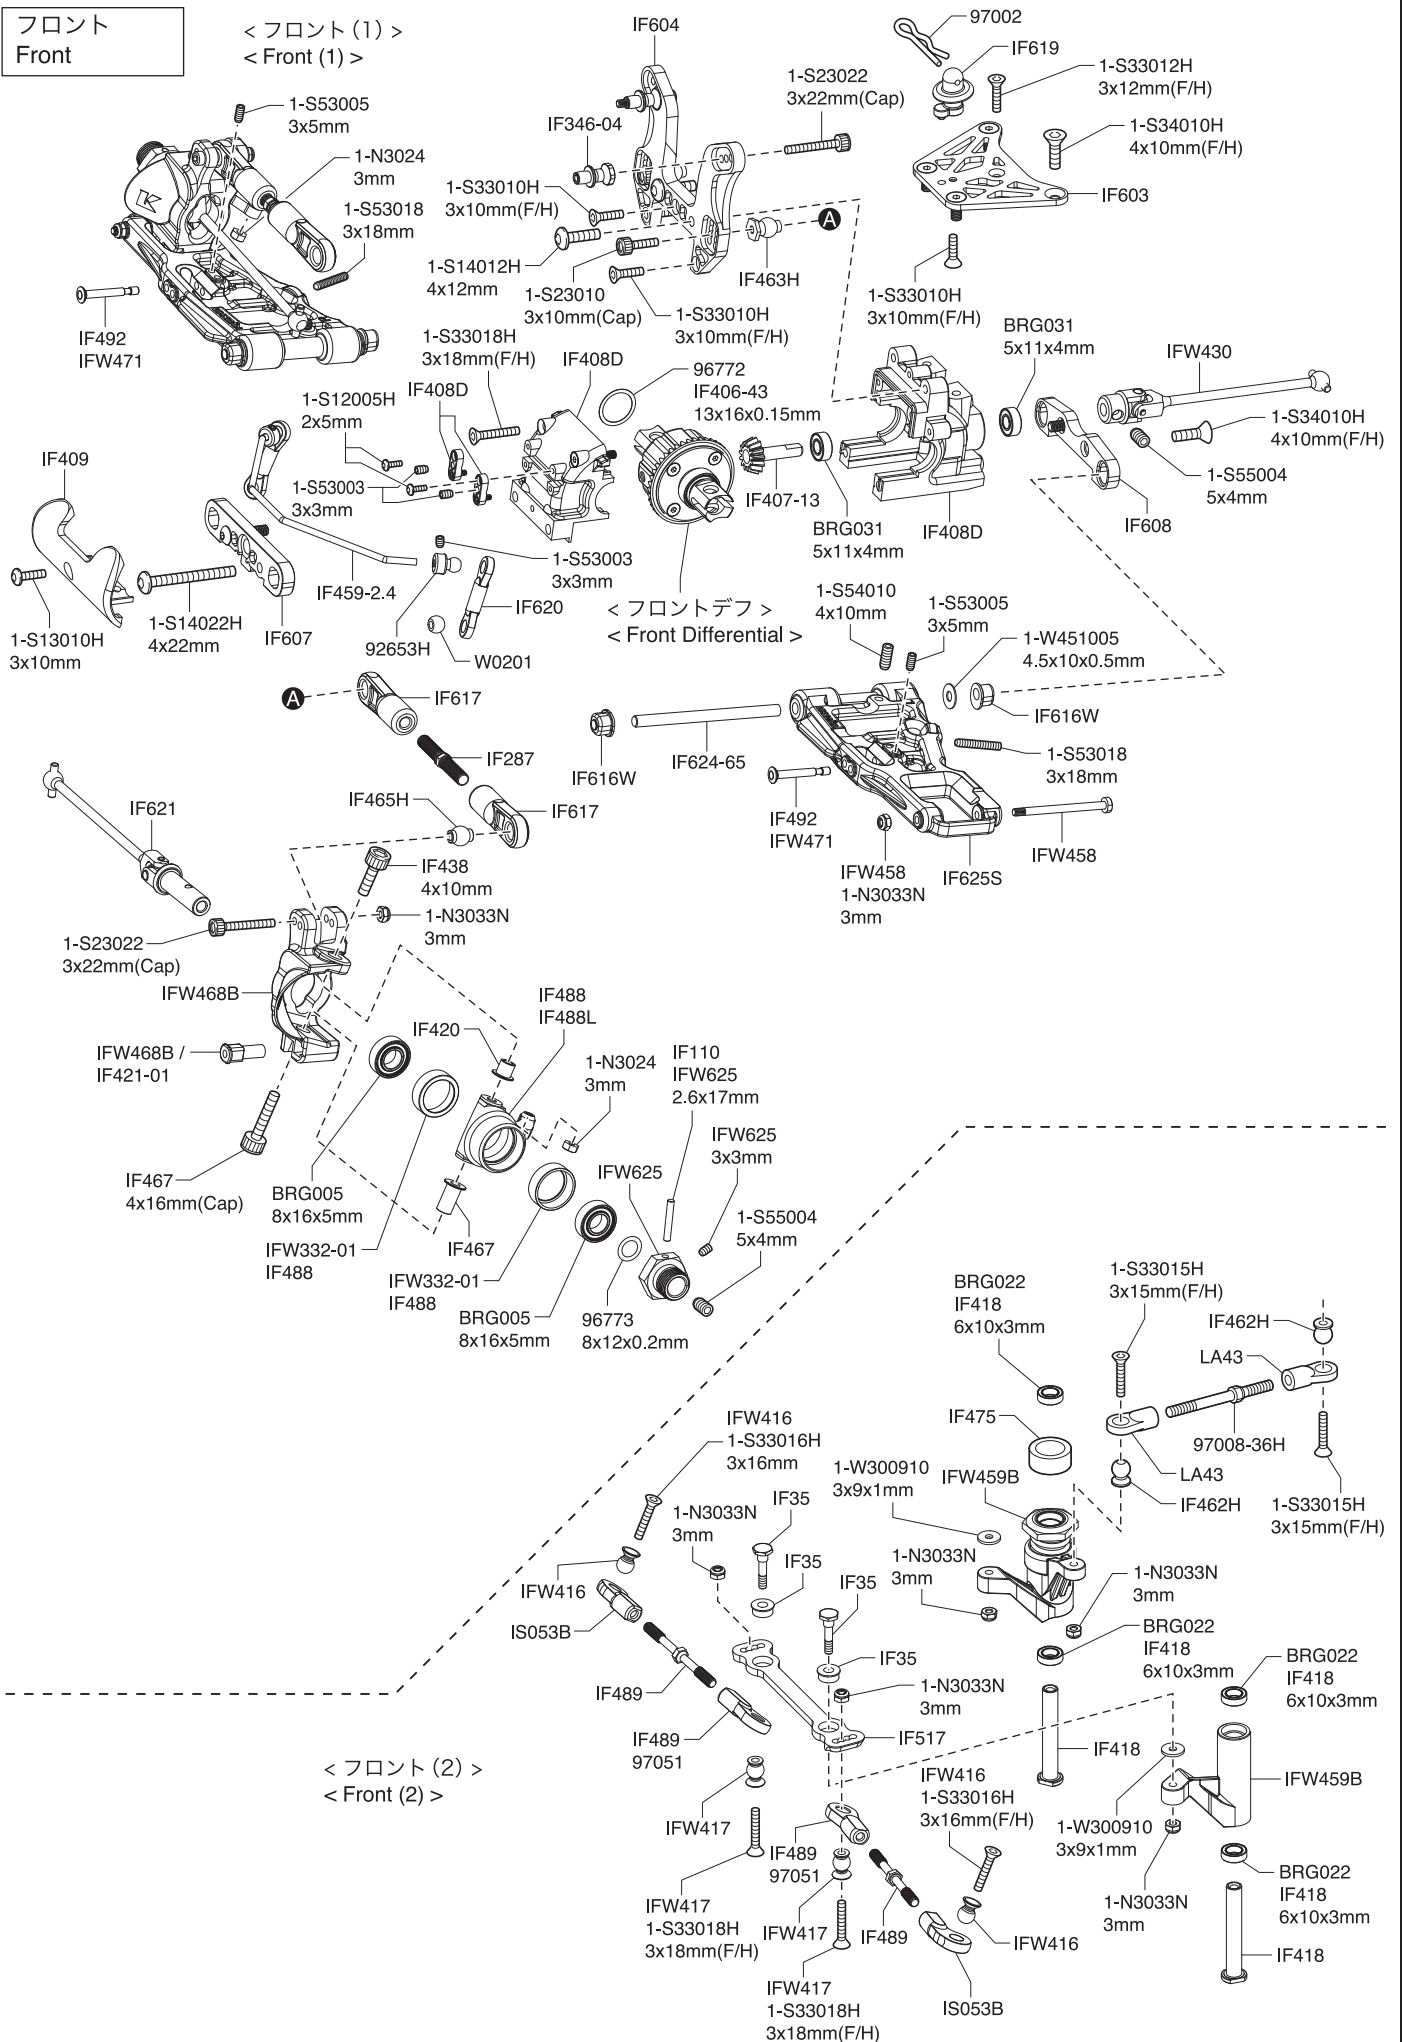 フロント
Front
< フロント (1) >
< Front (1) >
1-S53005
3x5mm
1-N3024
3mm
1-S53018
3x18mm
IF492
IFW471
IF604
IF346-04
1-S23022
3x22mm(Cap)
1-S33010H
3x10mm(F/H)
1-S14012H
4x12mm
1-S23010
3x10mm(Cap)
1-S33010H
3x10mm(F/H)
IF463H
A
97002
IF619
1-S33012H
3x12mm(F/H)
1-S34010H
4x10mm(F/H)
IF603
1-S33010H
3x10mm(F/H)
1-S33018H
3x18mm(F/H)
IF408D
IF408D
96772
IF406-43
13x16x0.15mm
BRG031
5x11x4mm
IFW430
1-S34010H
4x10mm(F/H)
1-S55004
5x4mm
IF608
1-S12005H
2x5mm
IF409
1-S53003
3x3mm
IF407-13
BRG031
5x11x4mm
IF408D
1-S53003
3x3mm
1-S13010H
3x10mm
1-S14022H
4x22mm
IF607
IF459-2.4
92653H
IF620
W0201
< フロントデフ >
< Front Differential >
1-S54010
4x10mm
1-S53005
3x5mm
1-W451005
4.5x10x0.5mm
IF616W
A
IF617
IF287
IF617
IF465H
IF616W
IF624-65
1-S53018
3x18mm
IF492
IFW471
IFW458
1-N3033N
3mm
IF625S
IFW458
IF621
IF438
4x10mm
1-N3033N
3mm
1-S23022
3x22mm(Cap)
IFW468B
IFW468B /
IF421-01
IF420
IF488
IF488L
1-N3024
3mm
IF110
IFW625
2.6x17mm
IFW625
3x3mm
IFW625
1-S55004
5x4mm
IF467
4x16mm(Cap)
BRG005
8x16x5mm
IFW332-01
IF488
IF467
IFW332-01
IF488
BRG005
8x16x5mm
96773
8x12x0.2mm
BRG022
IF418
6x10x3mm
1-S33015H
3x15mm(F/H)
IF462H
LA43
IF475
97008-36H
LA43
IF462H
1-S33015H
3x15mm(F/H)
IFW416
1-S33016H
3x16mm
1-W300910
3x9x1mm
IFW459B
1-N3033N
3mm
IF35
IF35
IF35
IF35
1-N3033N
3mm
1-N3033N
3mm
IFW416
IS053B
BRG022
IF418
6x10x3mm
BRG022
IF418
6x10x3mm
1-N3033N
3mm
IF489
IF489
97051
IF517
IF418
IFW459B
< フロント (2) >
< Front (2) >
IFW416
1-S33016H
3x16mm(F/H)
IFW417
1-W300910
3x9x1mm
IF489
97051
IFW417
1-S33018H
3x18mm(F/H)
IFW417
IF489
IFW416
1-N3033N
3mm
BRG022
IF418
6x10x3mm
IF418
IFW417
1-S33018H
3x18mm(F/H)
IS053B